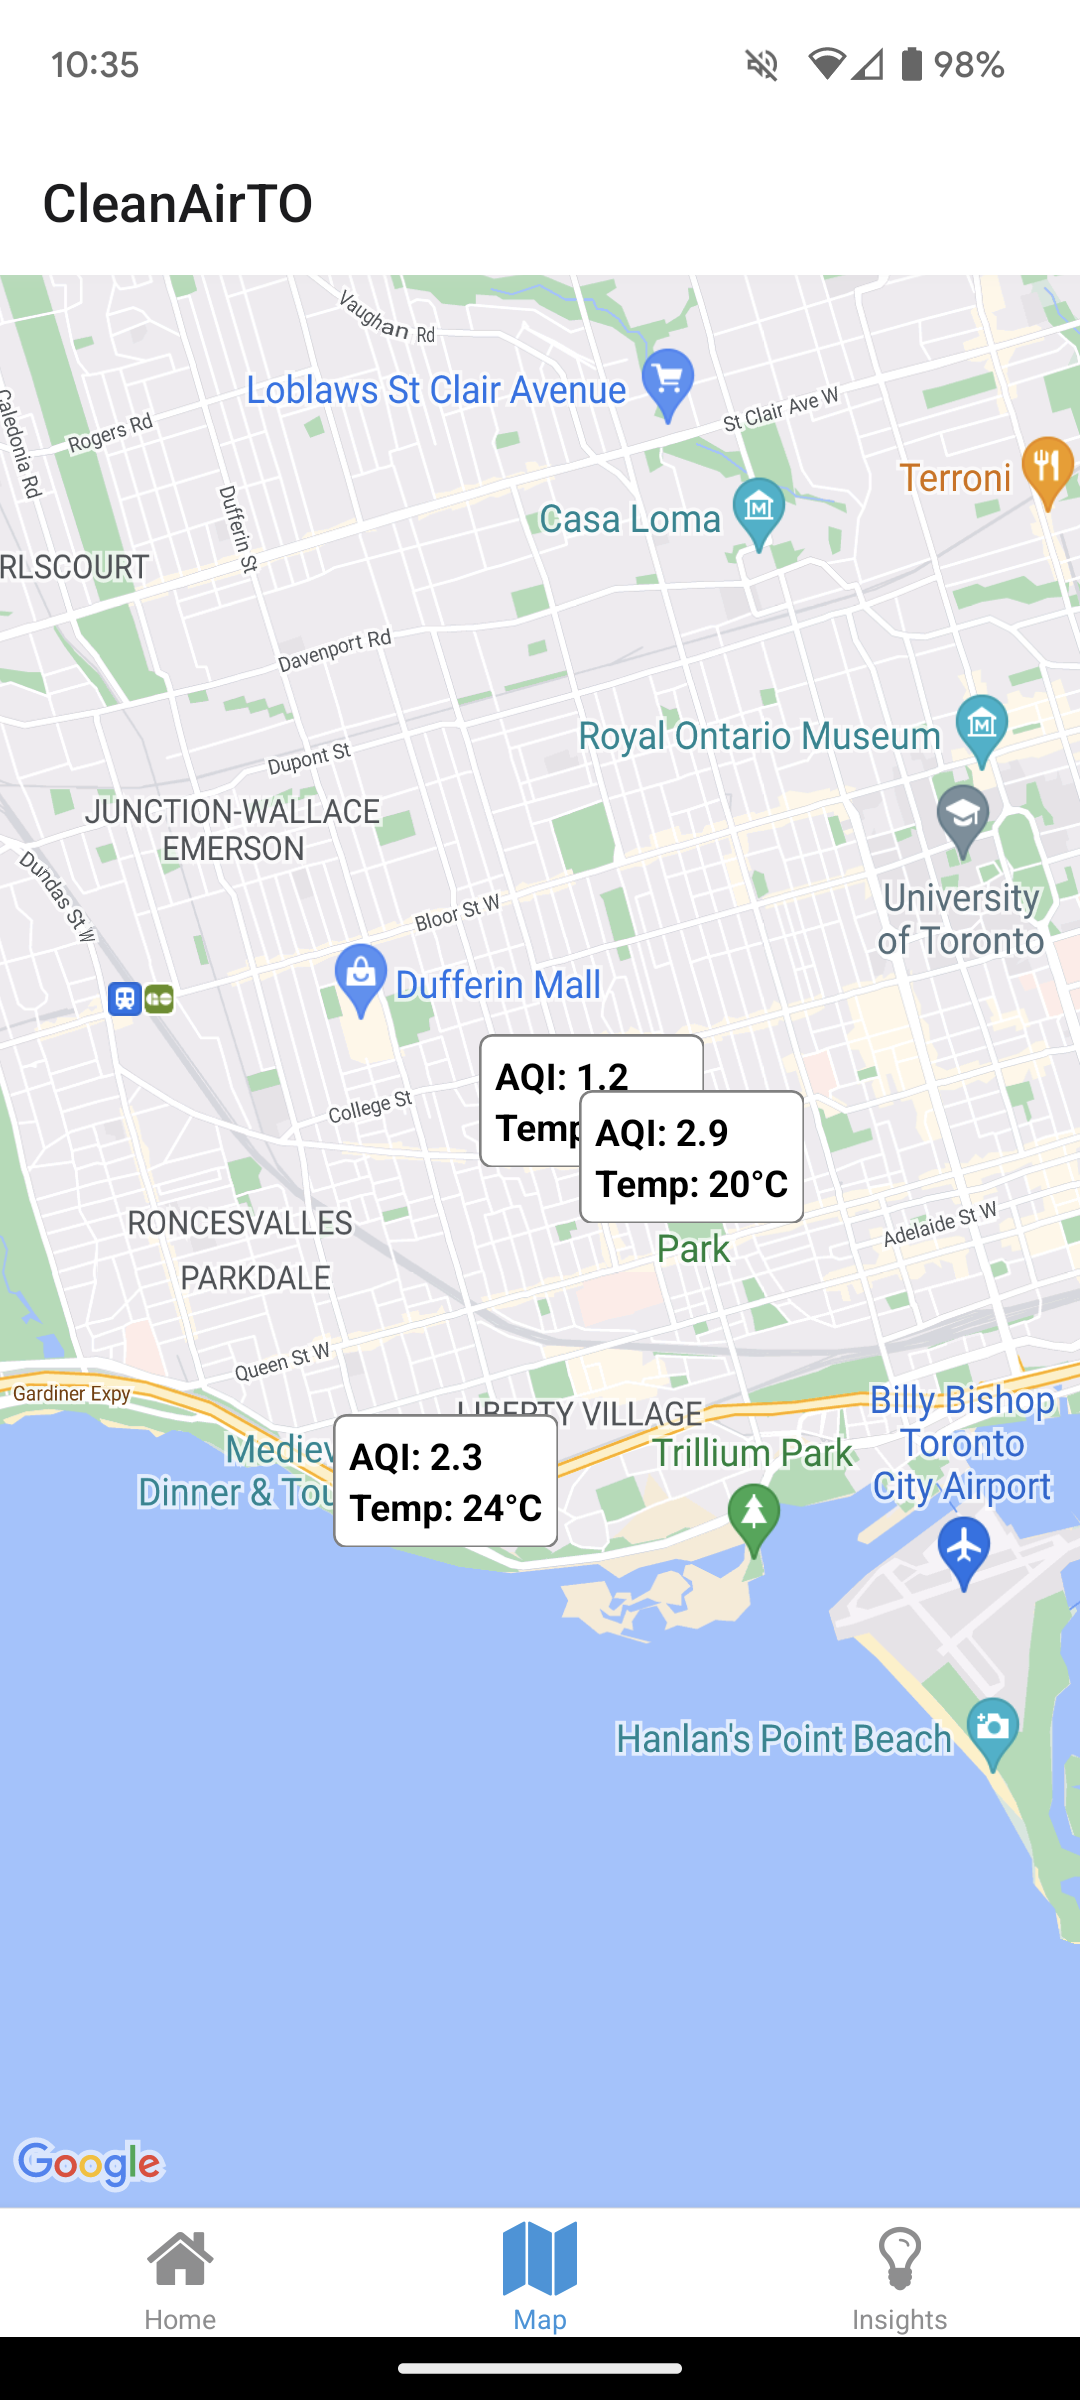 10:35
98%
CleanAirTO
Vaughan Rd
Loblaws St Clair Avenue
St Clair Ave W
Caledonia Rd
Rogers Rd
Terroni
Dufferin St
Casa Loma
RLSCOURT
Davenport Rd
Royal Ontario Museum
Dupont St
JUNCTION-WALLACE
EMERSON
Dundas St W
University
of Toronto
Bloor St W
Dufferin Mall
GO
AQI: 1.2
Temp
College St
AQI: 2.9
Temp: 20°C
RONCESVALLES
Adelaide St W
Park
PARKDALE
Queen St W
Gardiner Expy
LIBERTY VILLAGE
Billy Bishop
Toronto
City Airport
Mediev
Dinner & Tou
AQI: 2.3
Temp: 24°C
Trillium Park
Hanlan's Point Beach
Google
Home
Map
Insights